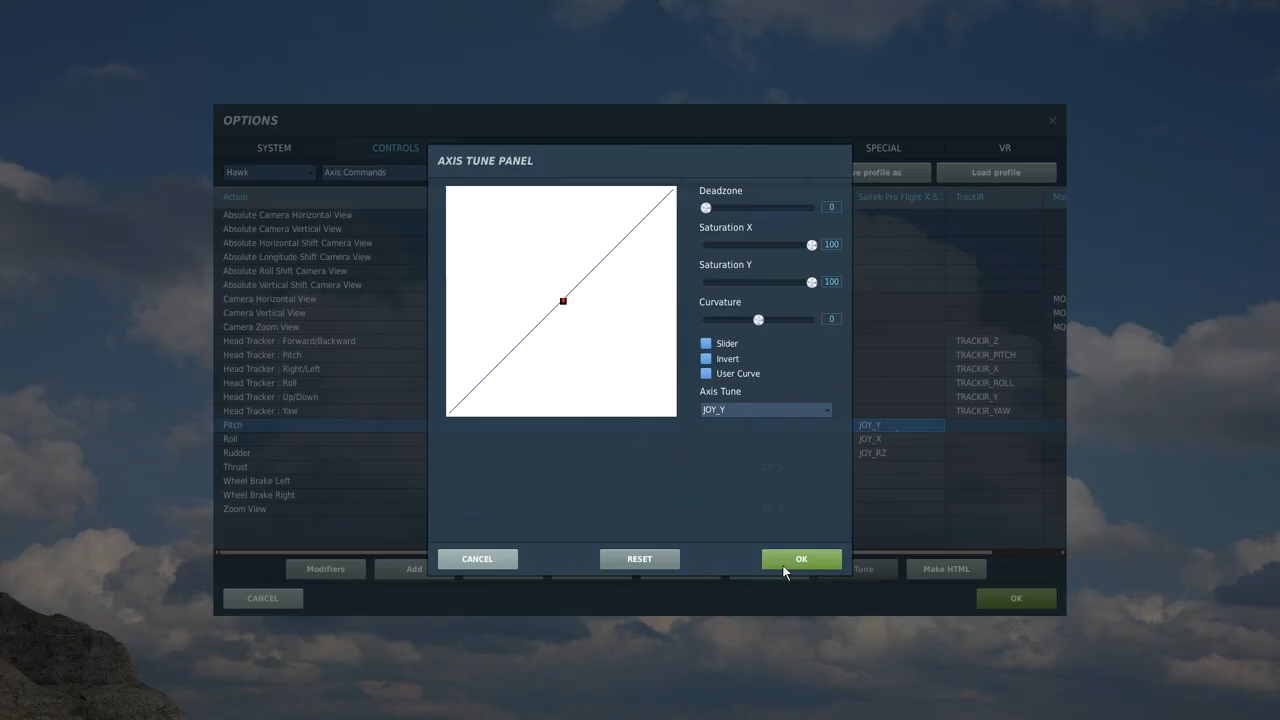 OPTIONS
×
SYSTEM
CONTROLS
SPECIAL
VR
Hawk
Axis Commands
ve profile as
Load profile
Action
Saitek Pro Flight X-5...
TrackIR
Mou
Absolute Camera Horizontal View
Absolute Camera Vertical View
Absolute Horizontal Shift Camera View
Absolute Longitude Shift Camera View
Absolute Roll Shift Camera View
Absolute Vertical Shift Camera View
Camera Horizontal View
MO
Camera Vertical View
MO
Camera Zoom View
MO
Head Tracker : Forward/Backward
TRACKIR_Z
Head Tracker : Pitch
TRACKIR_PITCH
Head Tracker : Right/Left
TRACKIR_X
Head Tracker : Roll
TRACKIR_ROLL
Head Tracker : Up/Down
TRACKIR_Y
Head Tracker : Yaw
TRACKIR_YAW
Pitch
JOY_Y
Roll
JOY_X
Rudder
JOY_RZ
Thrust
Wheel Brake Left
Wheel Brake Right
Zoom View
JOY_Z
AXIS TUNE PANEL
Deadzone
0
Saturation X
100
Saturation Y
100
Curvature
0
Slider
Invert
User Curve
Axis Tune
JOY_Y
CANCEL
RESET
OK
Modifiers
Add
Tune
Make HTML
CANCEL
OK